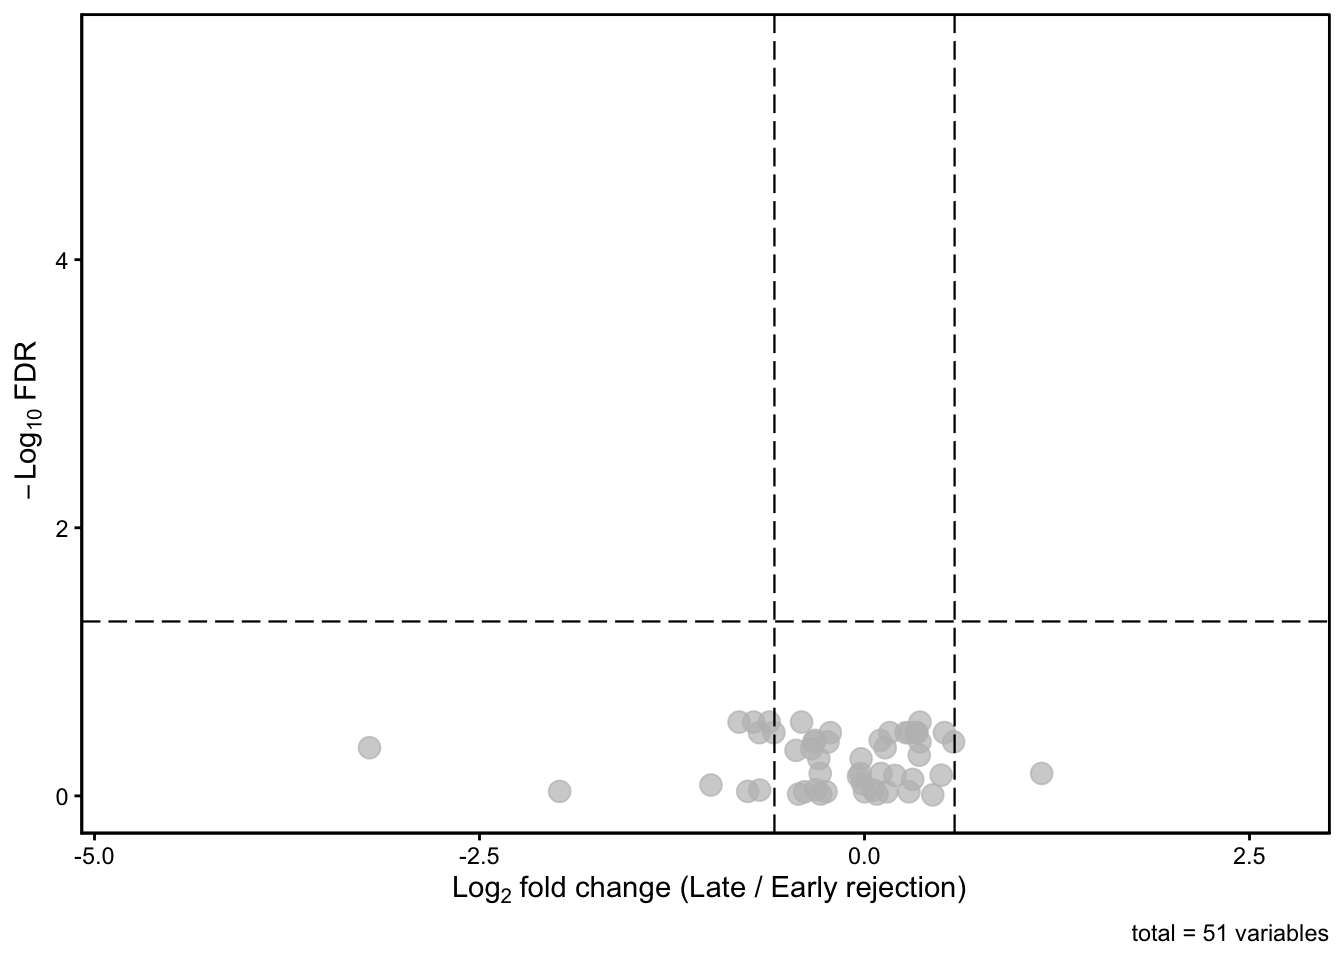 4
2
0
− Log₁₀ FDR
-5.0 -2.5 0.0 2.5
Log₂ fold change (Late / Early rejection)
total = 51 variables